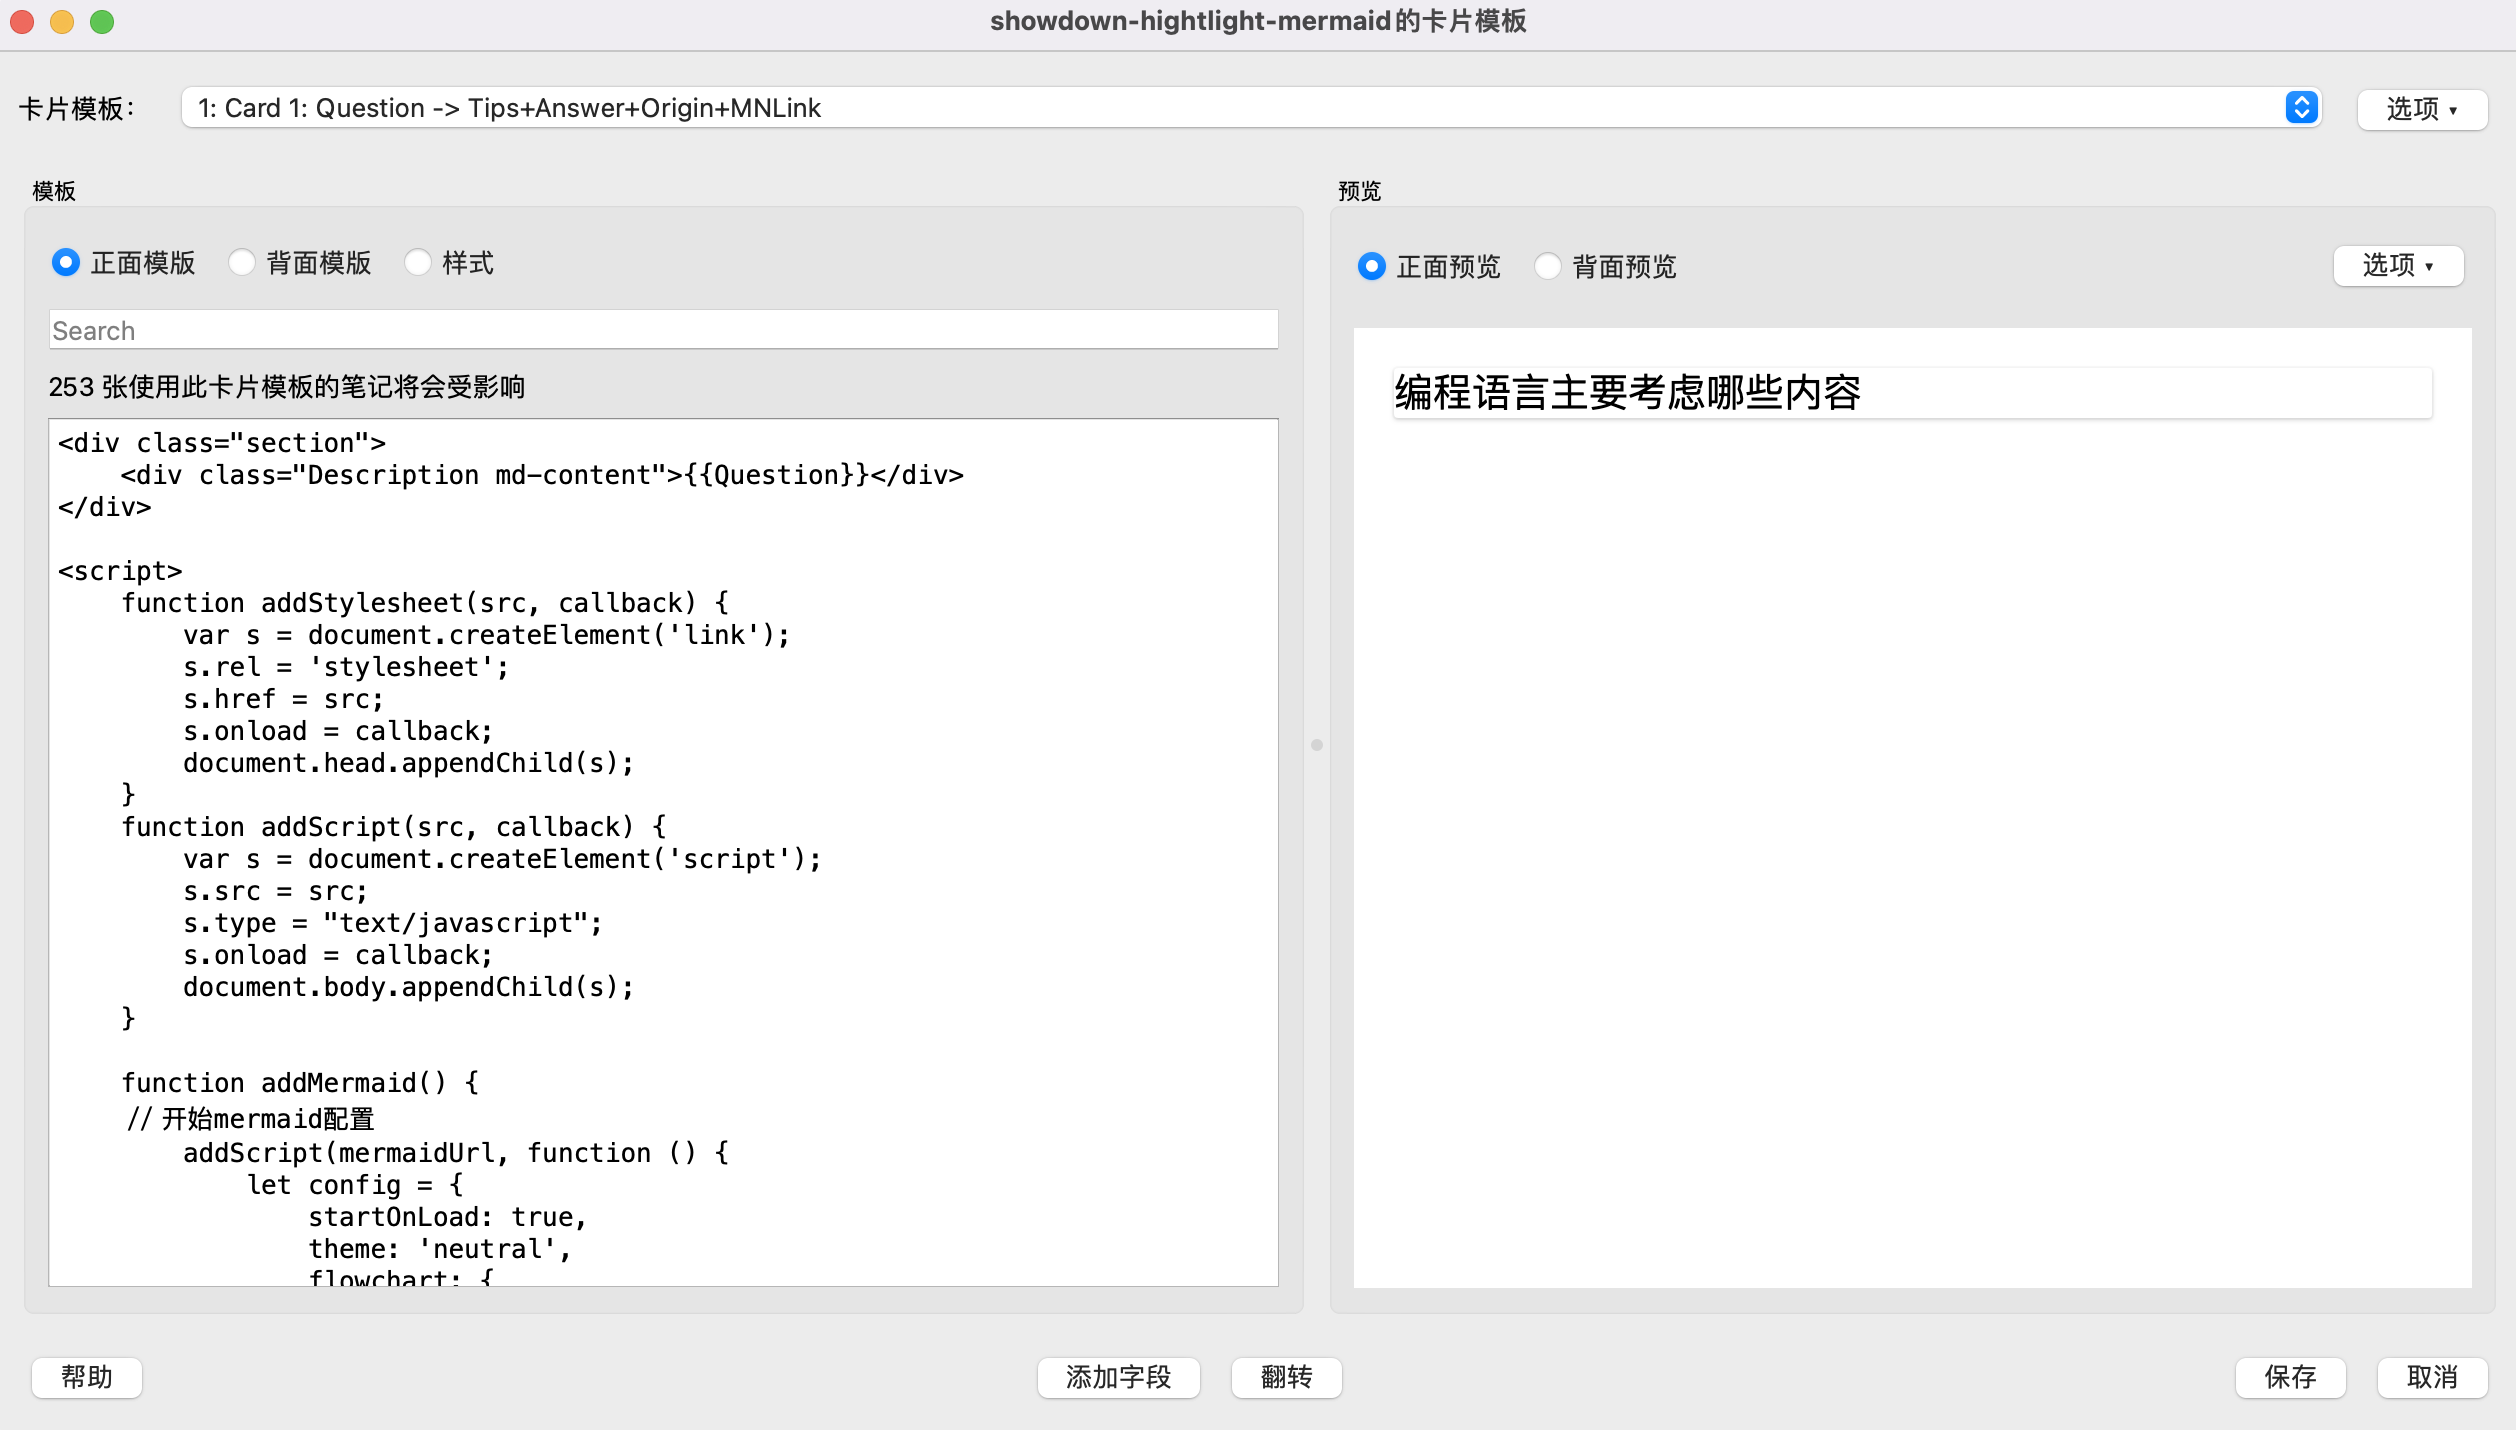 showdown-hightlight-mermaid的卡片模板
卡片模板：
1: Card 1: Question -> Tips+Answer+Origin+MNLink
选项 ▾
模板
正面模版
背面模版
样式
Search
253 张使用此卡片模板的笔记将会受影响
<div class="section">
    <div class="Description md-content">{{Question}}</div>
</div>

<script>
    function addStylesheet(src, callback) {
        var s = document.createElement('link');
        s.rel = 'stylesheet';
        s.href = src;
        s.onload = callback;
        document.head.appendChild(s);
    }
    function addScript(src, callback) {
        var s = document.createElement('script');
        s.src = src;
        s.type = "text/javascript";
        s.onload = callback;
        document.body.appendChild(s);
    }

    function addMermaid() {
    // 开始mermaid配置
        addScript(mermaidUrl, function () {
            let config = {
                startOnLoad: true,
                theme: 'neutral',
                flowchart: {
预览
正面预览
背面预览
选项 ▾
编程语言主要考虑哪些内容
帮助
添加字段
翻转
保存
取消